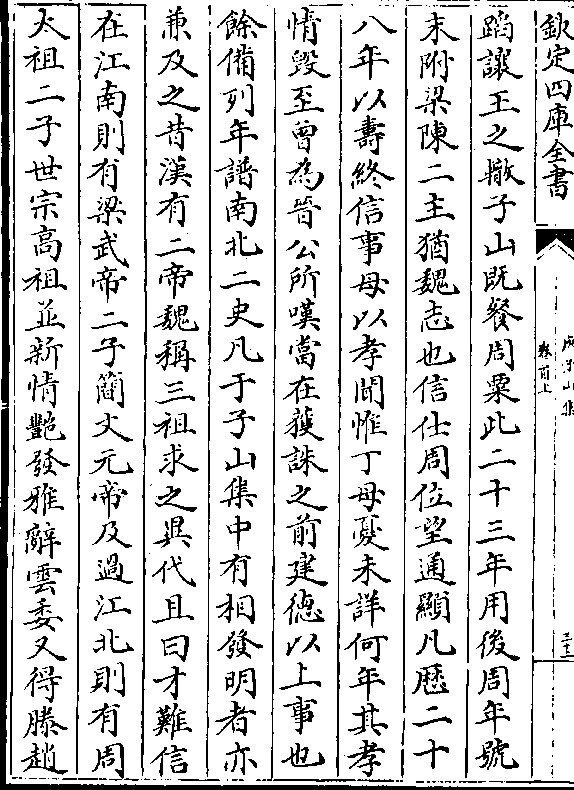 欽定四庫全書
庾子山集
卷首上
蹈讓王之轍子山既餐周粟此二十三年用後周年號
末附梁陳二主猶魏志也信仕周位望通顯凡歴二十
八年以壽終信事母以孝聞惟丁母憂未詳何年其孝
情毀至曾為晉公所嘆當在護誅之前建德以上事也
餘備列年譜南北二史凡于子山集中有相發明者亦
兼及之昔漢有二帝魏稱三祖求之異代且曰才難信
在江南則有梁武帝二子簡文元帝及過江北則有周
太祖二子世宗高祖並新情艷發雅辭雲委又得滕趙